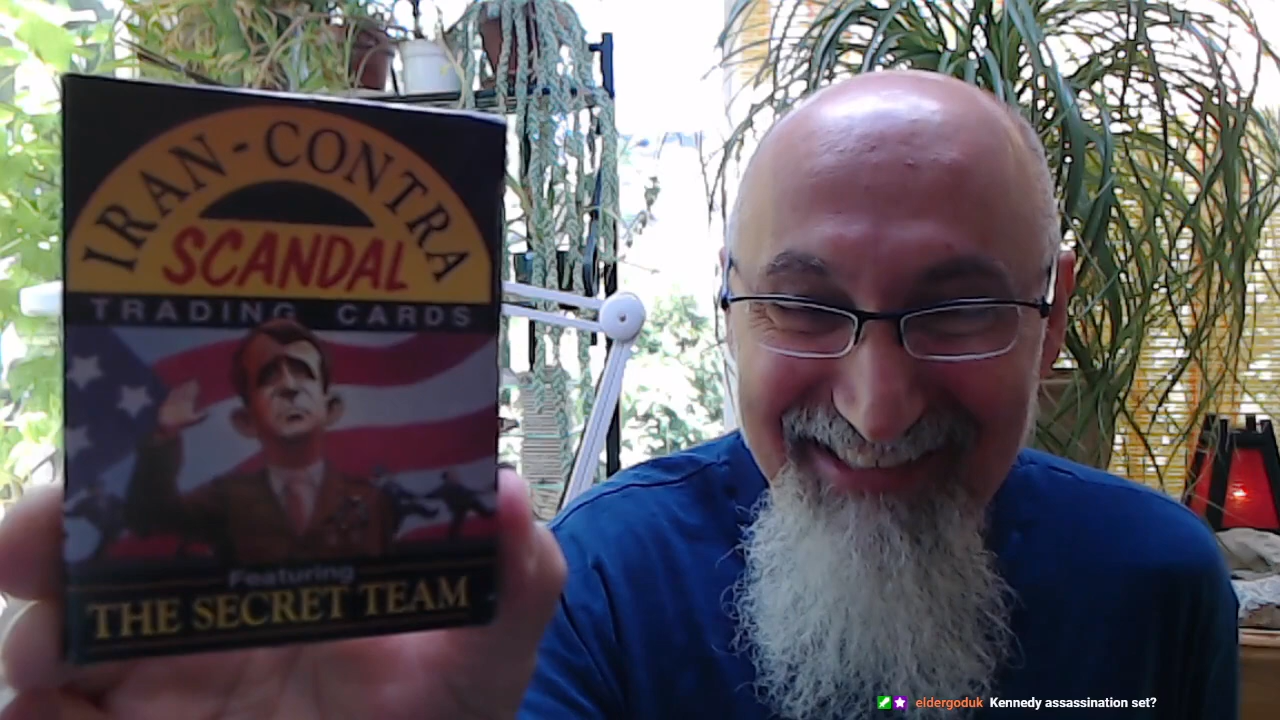 IRAN-CONTRA
SCANDAL
TRADING CARDS
Featuring
THE SECRET TEAM
eldergoduk Kennedy assassination set?